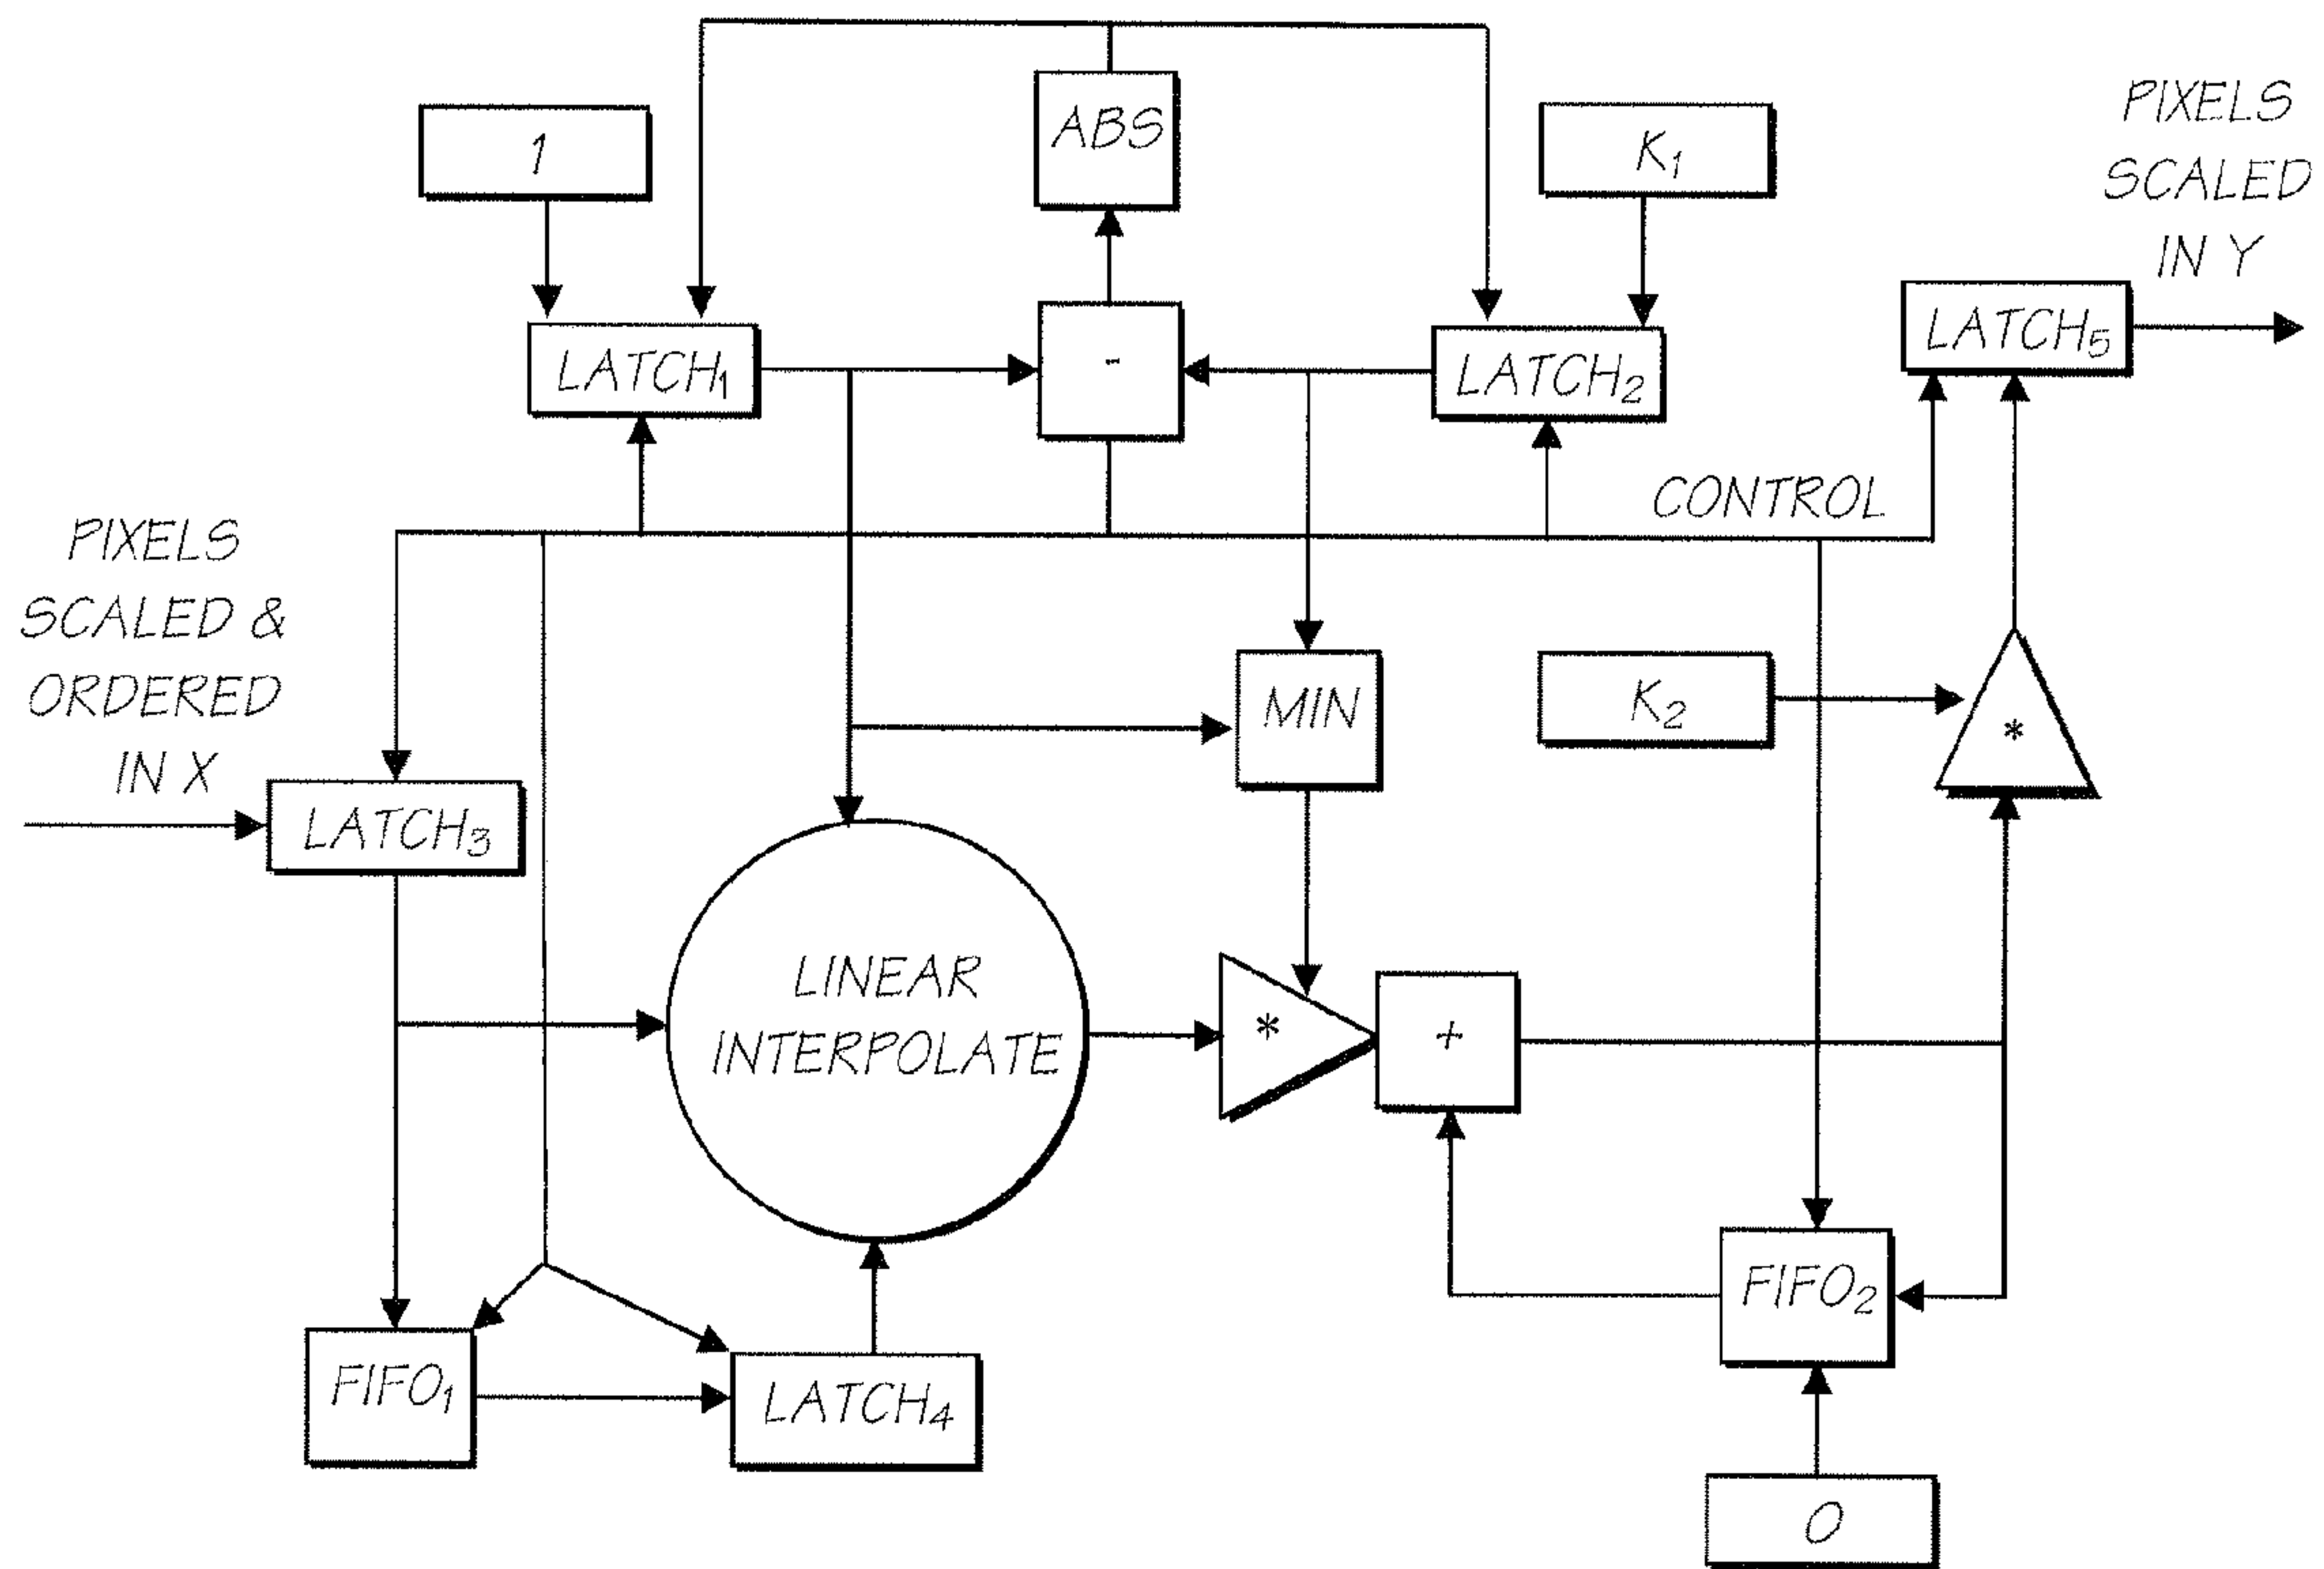 ABS
1
K₁
PIXELS
SCALED
IN Y
LATCH₁
-
LATCH₂
LATCH₅
CONTROL
PIXELS
SCALED &
ORDERED
IN X
MIN
K₂
*
LATCH₃
LINEAR
INTERPOLATE
*
+
FIFO₂
FIFO₁
LATCH₄
0